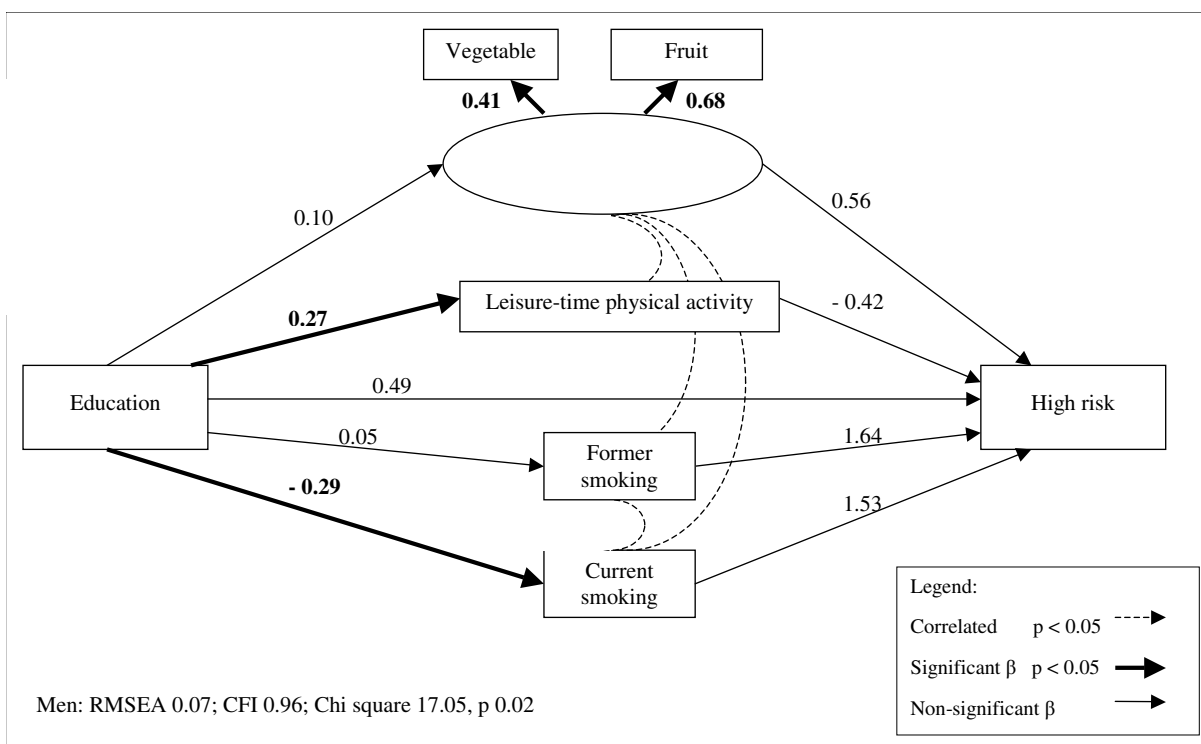 Vegetable
Fruit
0.41
0.68
0.10
0.56
Leisure-time physical activity
- 0.42
0.27
Education
0.49
High risk
0.05
Former
smoking
1.64
- 0.29
1.53
Current
smoking
Legend:
Correlated p < 0.05
Significant β p < 0.05
Non-significant β
Men: RMSEA 0.07; CFI 0.96; Chi square 17.05, p 0.02